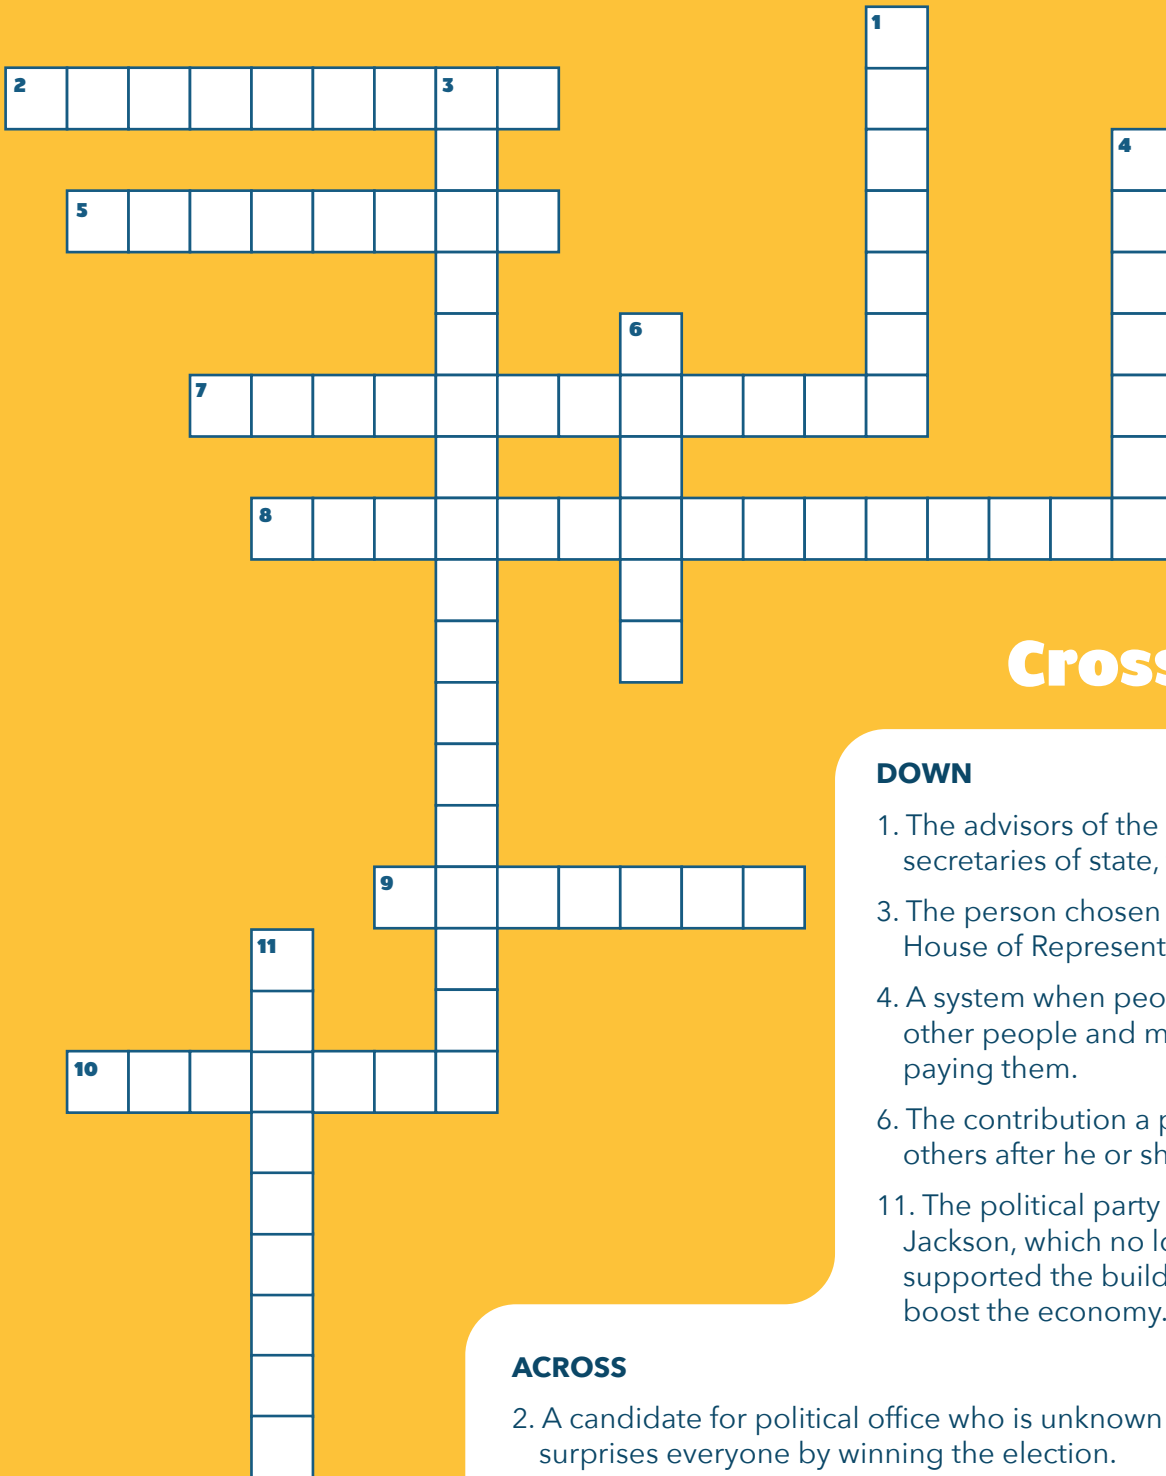 1
2
3
4
5
6
7
8
9
10
11
Cross
DOWN
1. The advisors of the
secretaries of state,
3. The person chosen
House of Represent
4. A system when peo
other people and m
paying them.
6. The contribution a p
others after he or sh
11. The political party
Jackson, which no lo
supported the build
boost the economy.
ACROSS
2. A candidate for political office who is unknown
surprises everyone by winning the election.